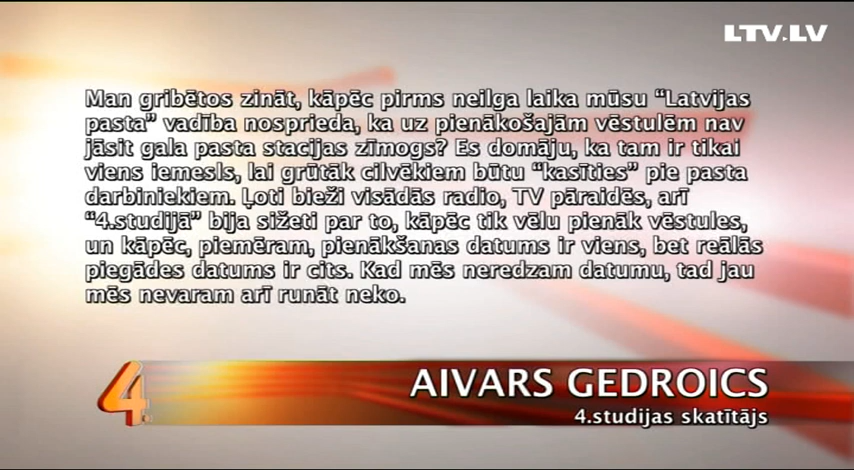 LTV.LV
Man gribētos zināt, kāpēc pirms neilga laika mūsu “Latvijas
pasta” vadība nosprieda, ka uz pienākošajām vēstulēm nav
jāsit gala pasta stacijas zīmogs? Es domāju, ka tam ir tikai
viens iemesls, lai grūtāk cilvēkiem būtu “kasīties” pie pasta
darbiniekiem. Ļoti bieži visādās radio, TV pāraidēs, arī
“4.studijā” bija sižeti par to, kāpēc tik vēlu pienāk vēstules,
un kāpēc, piemēram, pienākšanas datums ir viens, bet reālās
piegādes datums ir cits. Kad mēs neredzam datumu, tad jau
mēs nevaram arī runāt neko.
4
AIVARS GEDROICS
4.studijas skatītājs